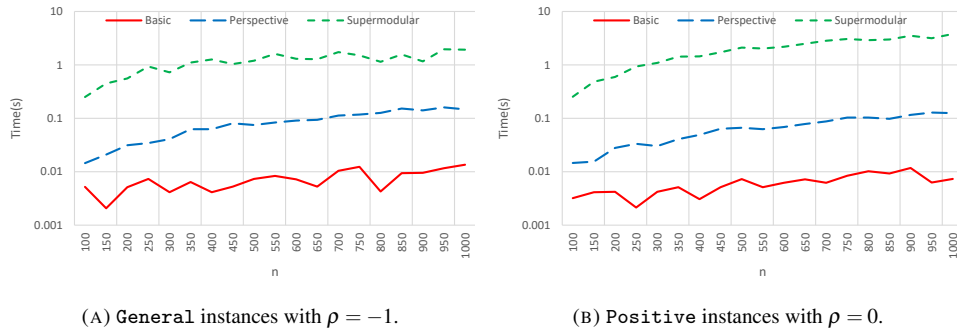 Basic Perspective Supermodular
10
1
0.1
0.01
0.001
Time(s)
100 150 200 250 300 350 400 450 500 550 600 650 700 750 800 850 900 950 1000
n
(A) General instances with ρ = −1.
Basic Perspective Supermodular
10
1
0.1
0.01
0.001
Time(s)
100 150 200 250 300 350 400 450 500 550 600 650 700 750 800 850 900 950 1000
n
(B) Positive instances with ρ = 0.